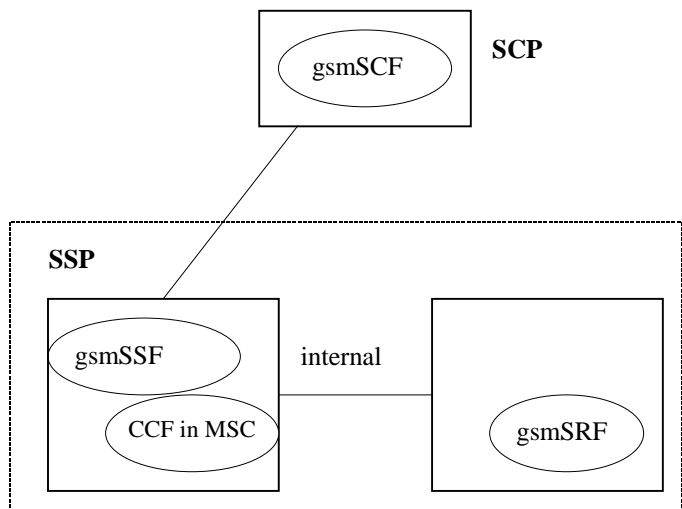 gsmSCF
SCP
SSP
gsmSSF
internal
CCF in MSC
gsmSRF